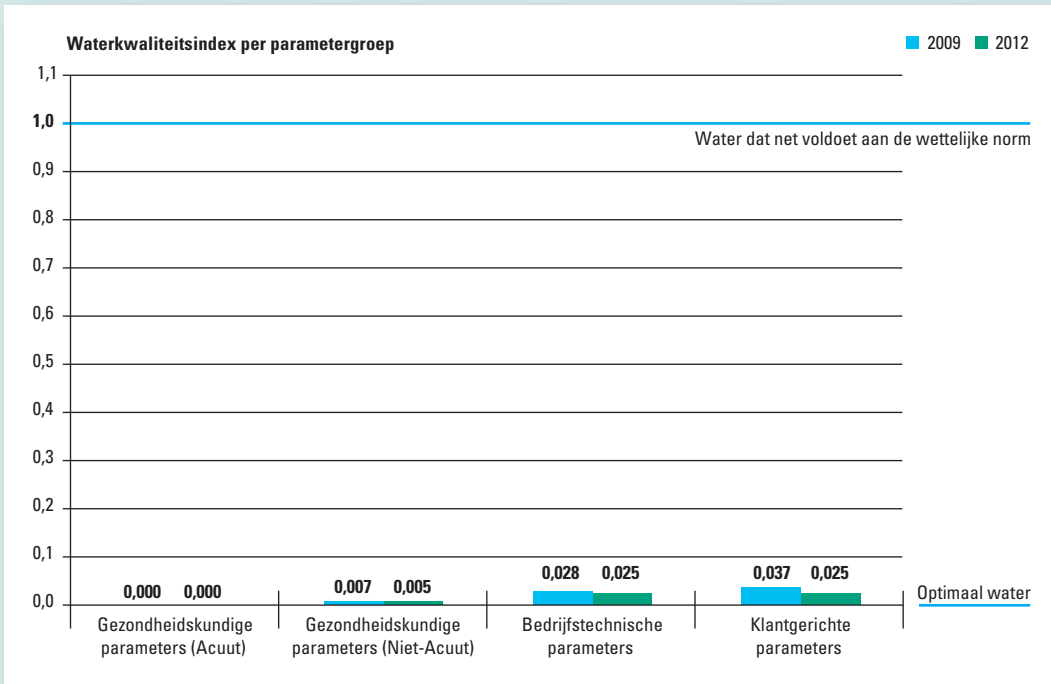 Waterkwaliteitsindex per parametergroep
2009 2012
1,1
1,0
Water dat net voldoet aan de wettelijke norm
0,9
0,8
0,7
0,6
0,5
0,4
0,3
0,2
0,1
0,000 0,000 0,007 0,005 0,028 0,025 0,037 0,025
0,0
Optimaal water
Gezondheidskundige
parameters (Acuut)
Gezondheidskundige
parameters (Niet-Acuut)
Bedrijfstechnische
parameters
Klantgerichte
parameters